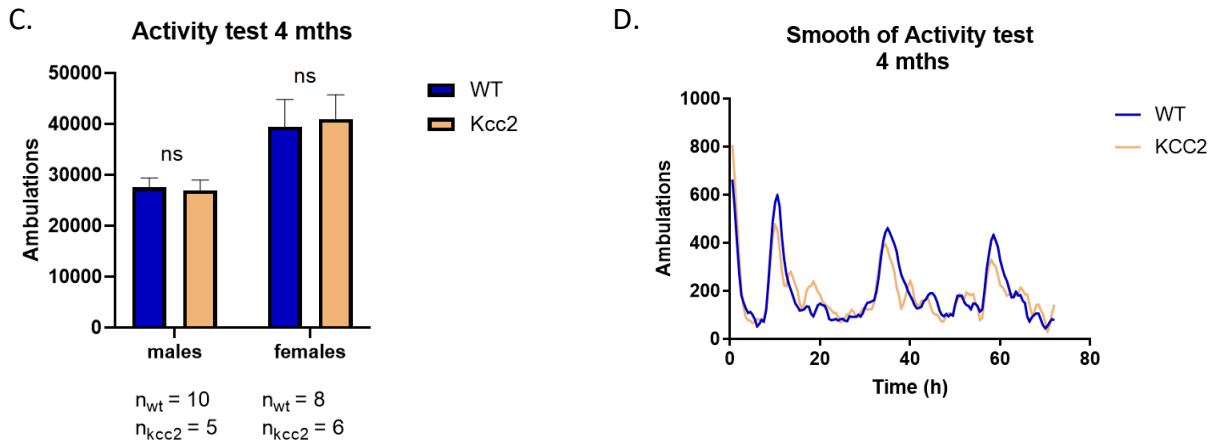 C.
Activity test 4 mths
50000
40000
30000
20000
10000
0
Ambulations
ns
ns
WT
Kcc2
males
females
nwt = 10
nkcc2 = 5
nwt = 8
nkcc2 = 6
D.
Smooth of Activity test
4 mths
1000
800
600
400
200
0
Ambulations
0
20
40
60
80
Time (h)
WT
KCC2